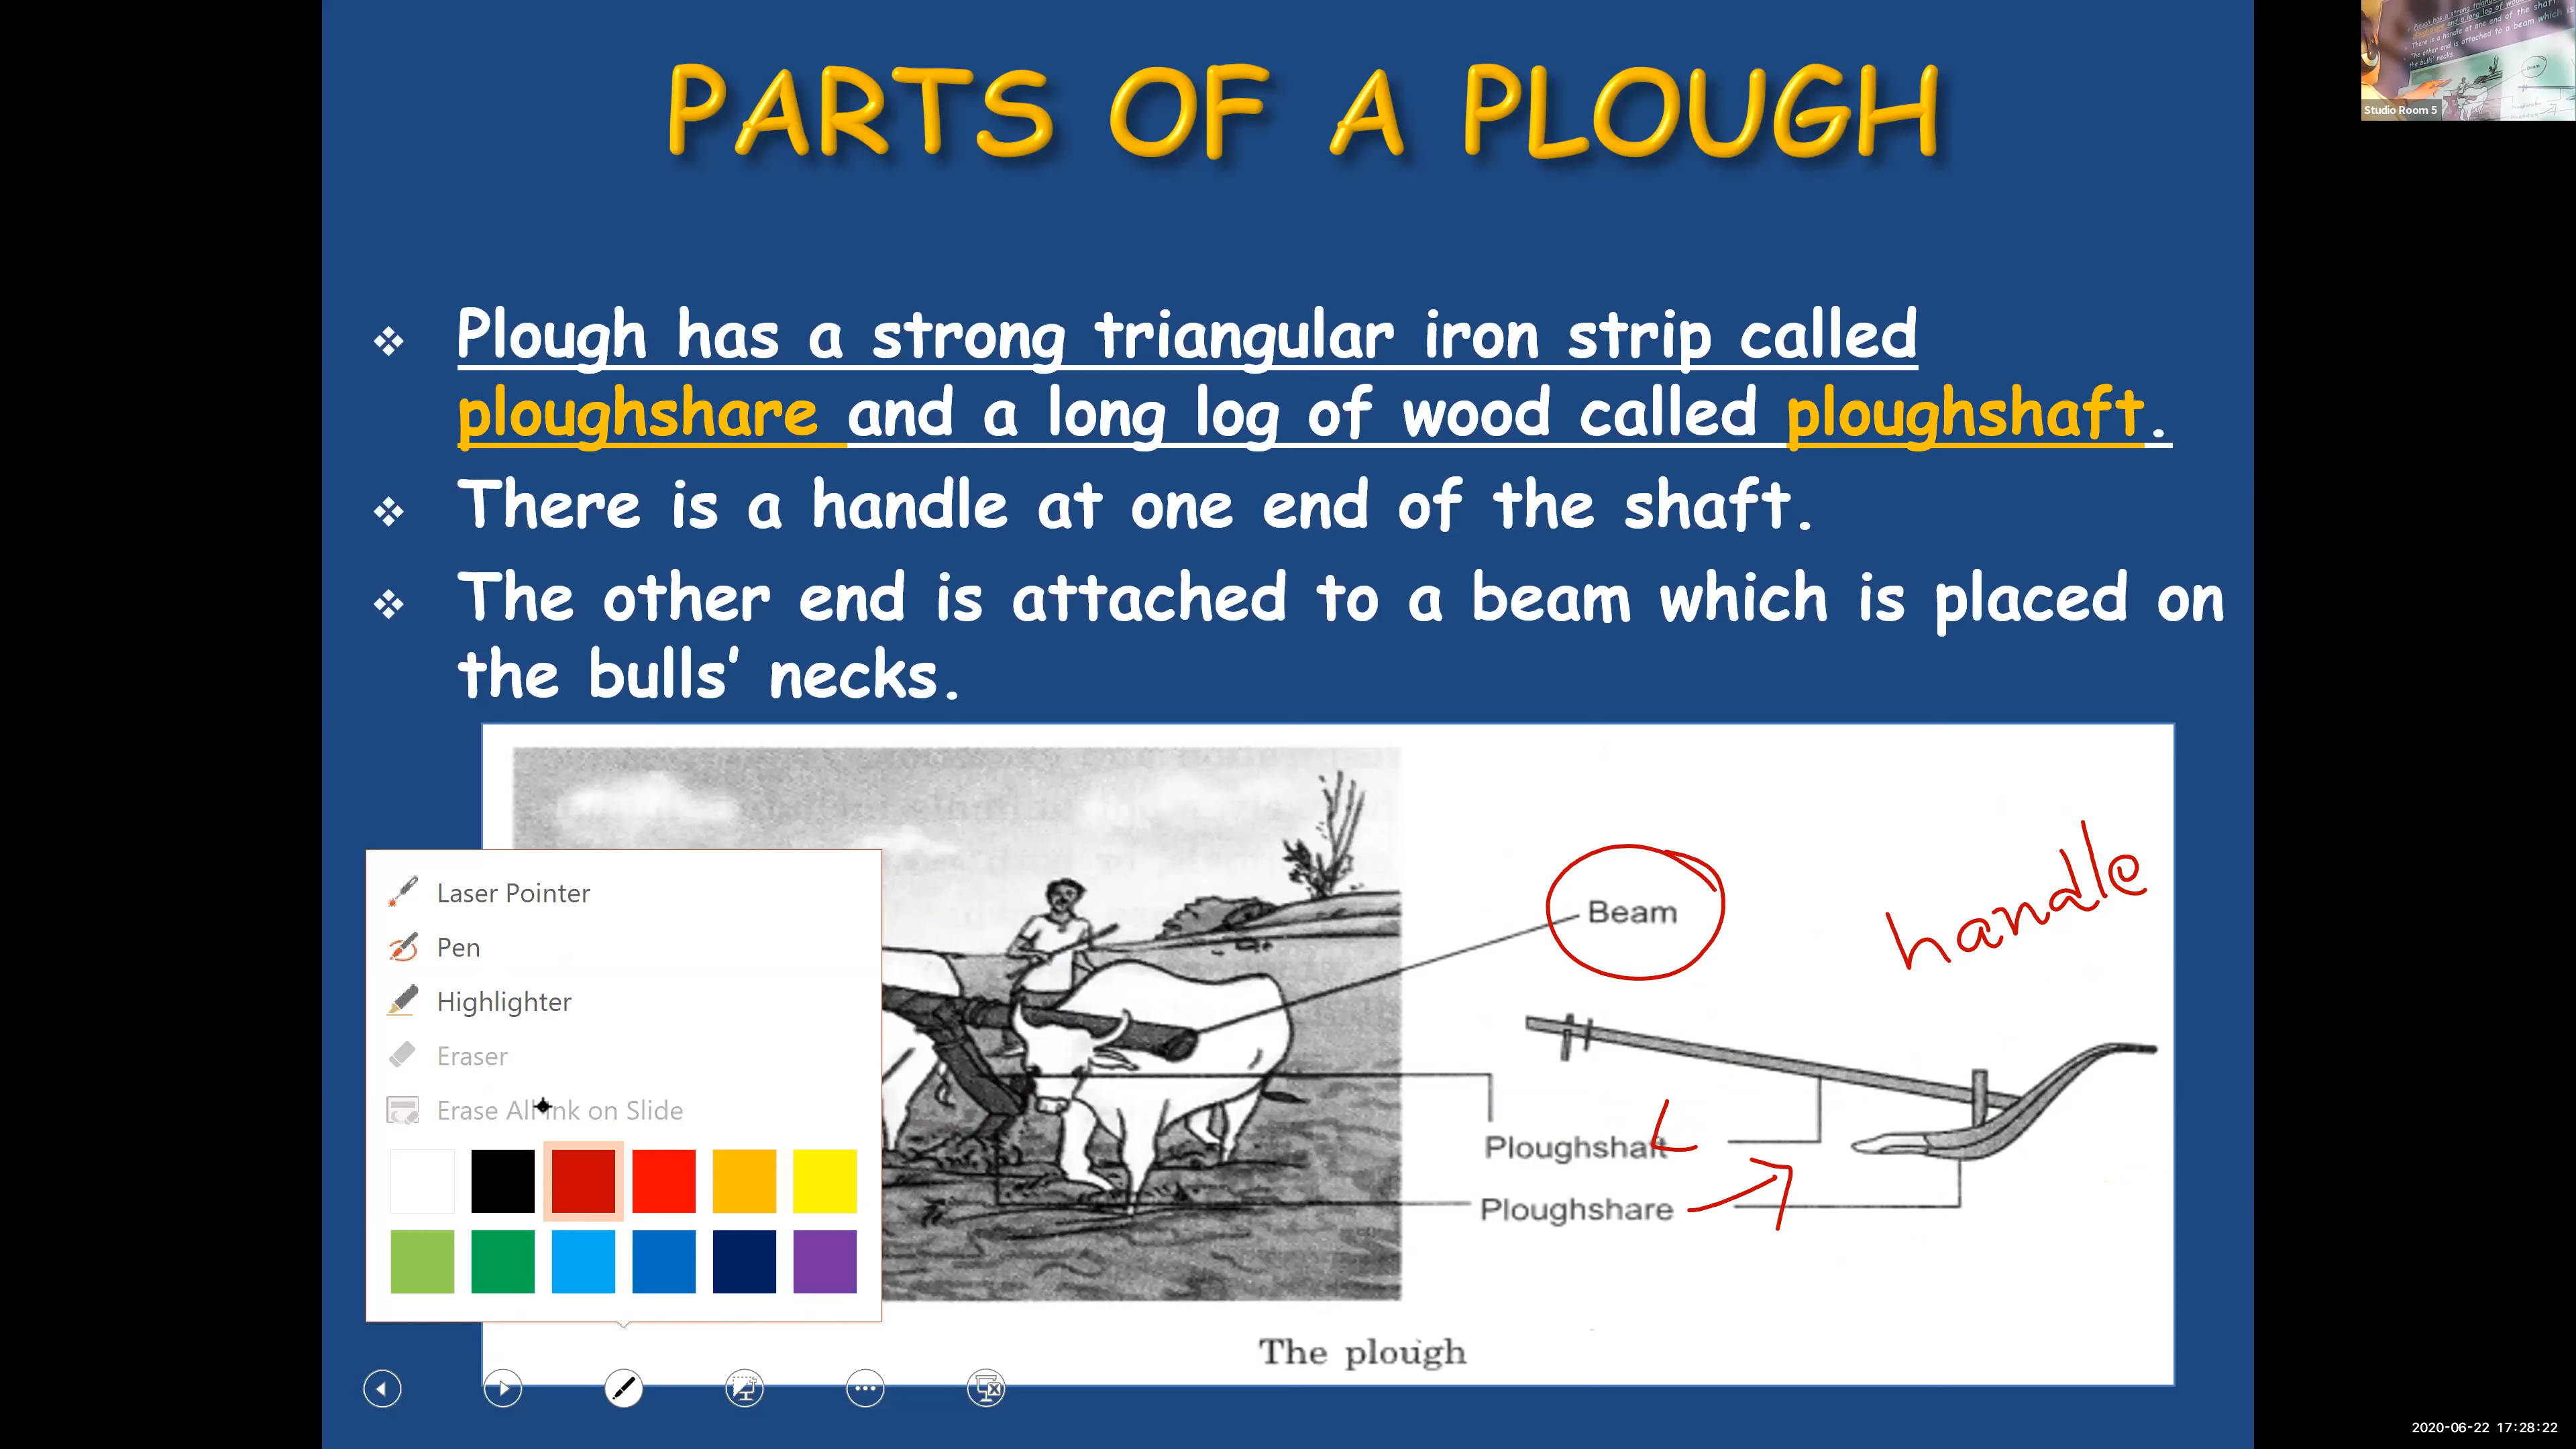 PARTS OF A PLOUGH
Plough has a strong triangular iron strip called
ploughshare and a long log of wood called ploughshaft.
There is a handle at one end of the shaft.
The other end is attached to a beam which is placed on
the bulls' necks.
Laser Pointer
Pen
Highlighter
Eraser
Erase All Ink on Slide
Beam
handle
Ploughshaft
Ploughshare
The plough
Studio Room 5
2020-06-22 17:28:22